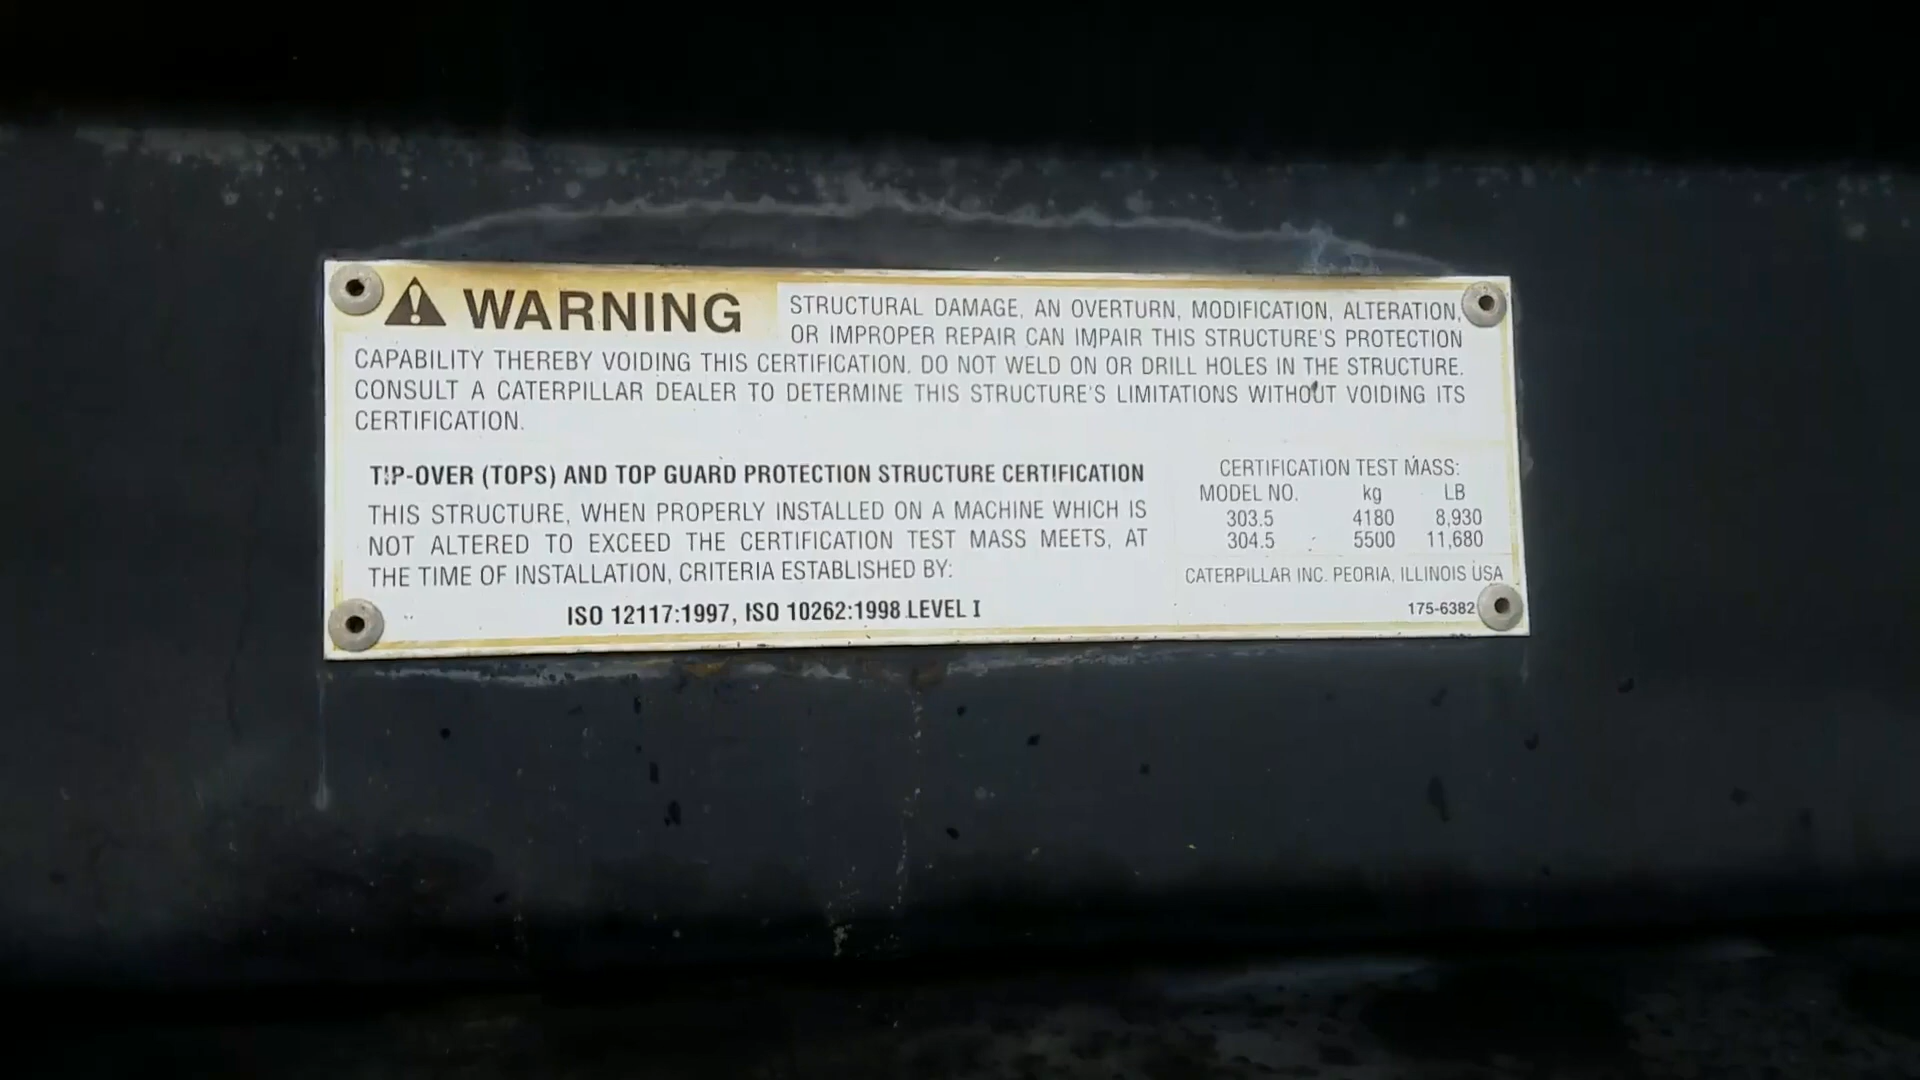 WARNING
STRUCTURAL DAMAGE, AN OVERTURN, MODIFICATION, ALTERATION,
OR IMPROPER REPAIR CAN IMPAIR THIS STRUCTURE'S PROTECTION
CAPABILITY THEREBY VOIDING THIS CERTIFICATION. DO NOT WELD ON OR DRILL HOLES IN THE STRUCTURE.
CONSULT A CATERPILLAR DEALER TO DETERMINE THIS STRUCTURE'S LIMITATIONS WITHOUT VOIDING ITS
CERTIFICATION.
TIP-OVER (TOPS) AND TOP GUARD PROTECTION STRUCTURE CERTIFICATION
THIS STRUCTURE, WHEN PROPERLY INSTALLED ON A MACHINE WHICH IS
NOT ALTERED TO EXCEED THE CERTIFICATION TEST MASS MEETS, AT
THE TIME OF INSTALLATION, CRITERIA ESTABLISHED BY:
ISO 12117:1997, ISO 10262:1998 LEVEL I
CERTIFICATION TEST MASS:
MODEL NO. kg LB
303.5 4180 8,930
304.5 5500 11,680
CATERPILLAR INC. PEORIA, ILLINOIS USA
175-6382